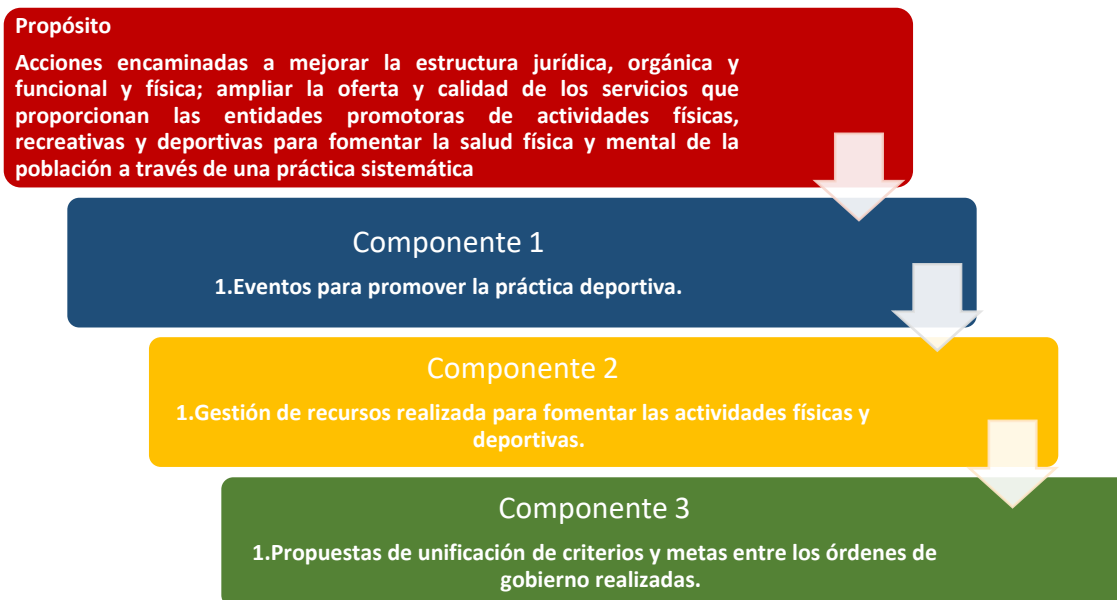 Propósito
Acciones encaminadas a mejorar la estructura jurídica, orgánica y
funcional y física; ampliar la oferta y calidad de los servicios que
proporcionan las entidades promotoras de actividades físicas,
recreativas y deportivas para fomentar la salud física y mental de la
población a través de una práctica sistemática
Componente 1
1.Eventos para promover la práctica deportiva.
Componente 2
1.Gestión de recursos realizada para fomentar las actividades físicas y
deportivas.
Componente 3
1.Propuestas de unificación de criterios y metas entre los órdenes de
gobierno realizadas.